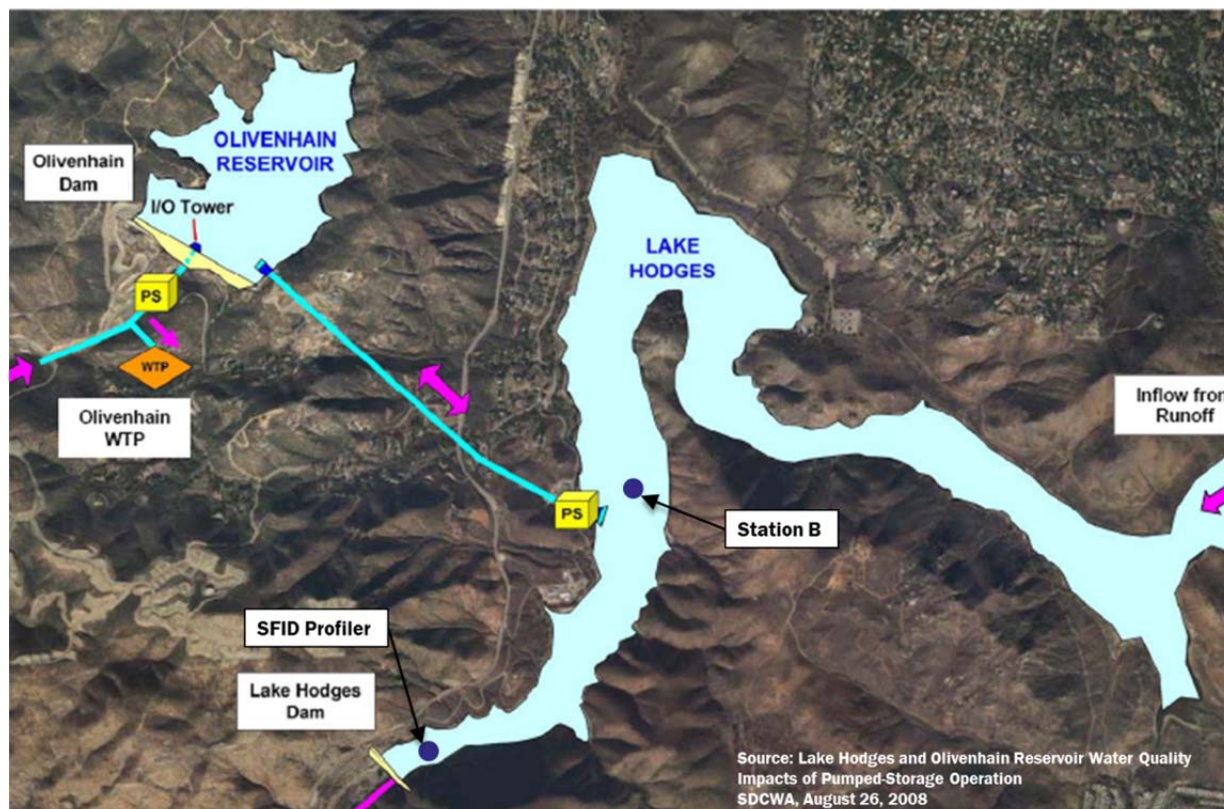 OLIVENHAIN
RESERVOIR
Olivenhain
Dam
I/O Tower
PS
WTP
Olivenhain
WTP
LAKE
HODGES
Inflow from
Runoff
PS
Station B
SFID Profiler
Lake Hodges
Dam
Source: Lake Hodges and Olivenhain Reservoir Water Quality
Impacts of Pumped-Storage Operation
SDCWA, August 26, 2008